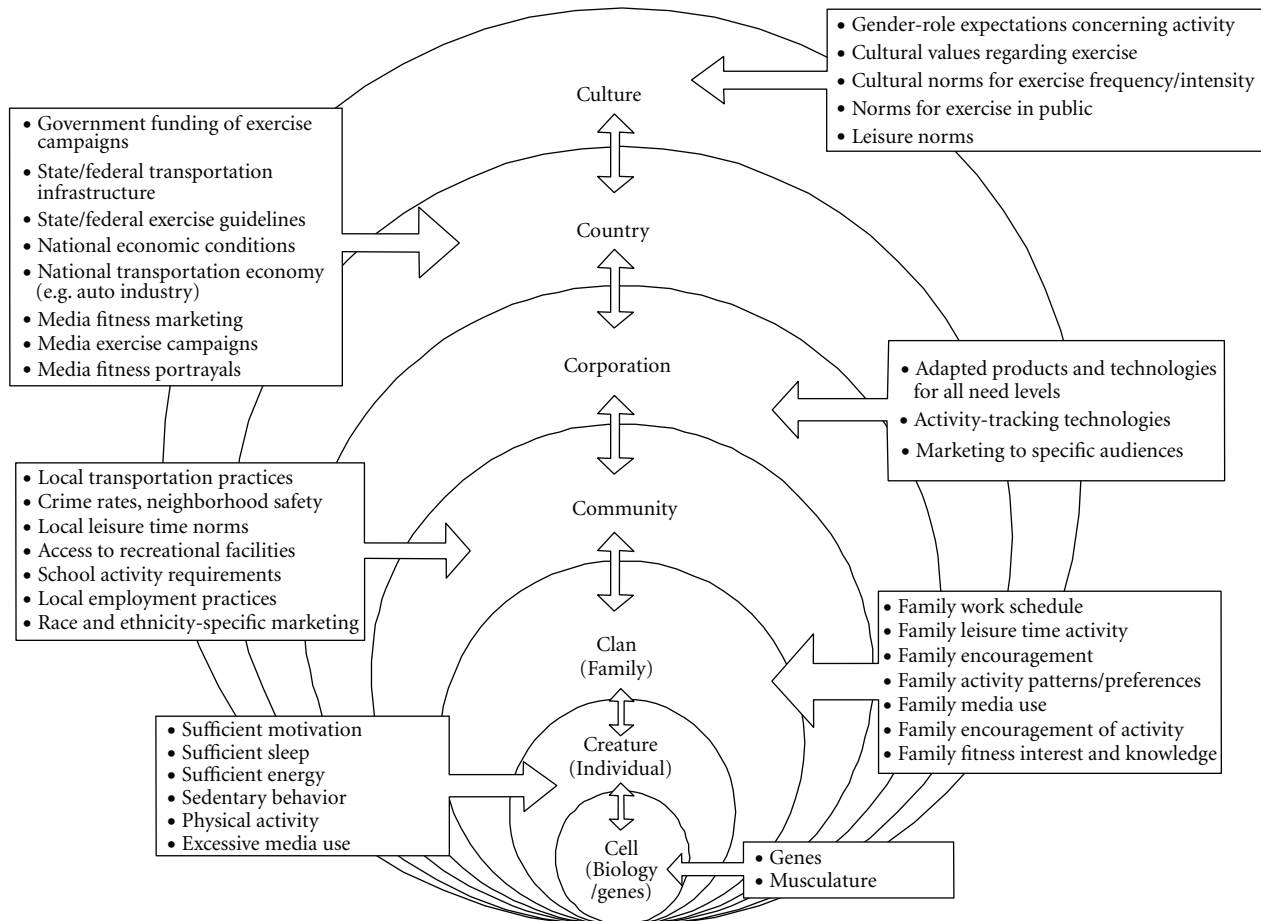 • Gender-role expectations concerning activity
• Cultural values regarding exercise
• Cultural norms for exercise frequency/intensity
• Norms for exercise in public
• Leisure norms
Culture
• Government funding of exercise
campaigns
• State/federal transportation
infrastructure
• State/federal exercise guidelines
• National economic conditions
• National transportation economy
(e.g. auto industry)
• Media fitness marketing
• Media exercise campaigns
• Media fitness portrayals
Country
Corporation
• Adapted products and technologies
for all need levels
• Activity-tracking technologies
• Marketing to specific audiences
• Local transportation practices
• Crime rates, neighborhood safety
• Local leisure time norms
• Access to recreational facilities
• School activity requirements
• Local employment practices
• Race and ethnicity-specific marketing
Community
Clan
(Family)
• Family work schedule
• Family leisure time activity
• Family encouragement
• Family activity patterns/preferences
• Family media use
• Family encouragement of activity
• Family fitness interest and knowledge
• Sufficient motivation
• Sufficient sleep
• Sufficient energy
• Sedentary behavior
• Physical activity
• Excessive media use
Creature
(Individual)
Cell
(Biology
/genes)
• Genes
• Musculature